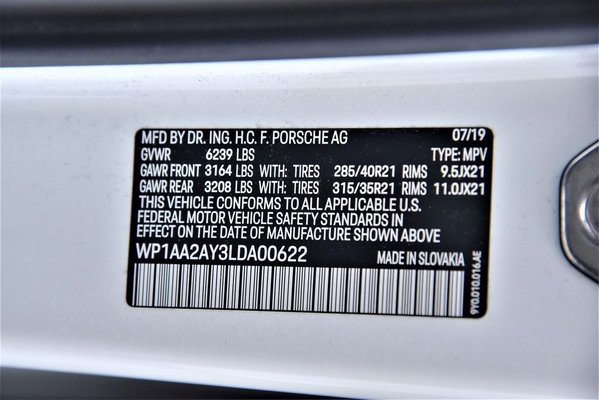 MFD BY DR. ING. H.C. F. PORSCHE AG 07/19
GVWR 6239 LBS TYPE: MPV
GAWR FRONT 3164 LBS WITH: TIRES 285/40R21 RIMS 9.5JX21
GAWR REAR 3208 LBS WITH: TIRES 315/35R21 RIMS 11.0JX21
THIS VEHICLE CONFORMS TO ALL APPLICABLE U.S.
FEDERAL MOTOR VEHICLE SAFETY STANDARDS IN
EFFECT ON THE DATE OF MANUFACTURE SHOWN ABOVE
WP1AA2AY3LDA00622 MADE IN SLOVAKIA
9Y0.010.016.AE